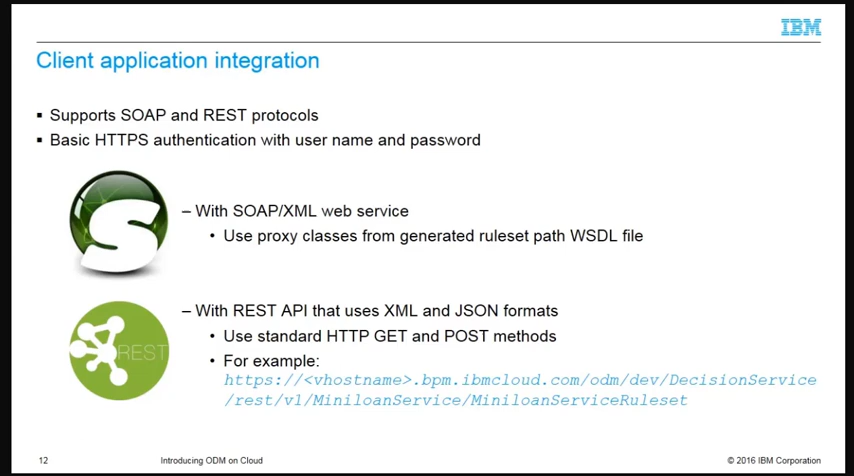 IBM
Client application integration
▪ Supports SOAP and REST protocols
▪ Basic HTTPS authentication with user name and password
S
– With SOAP/XML web service
• Use proxy classes from generated ruleset path WSDL file
– With REST API that uses XML and JSON formats
• Use standard HTTP GET and POST methods
REST
• For example:
https://<vhostname>.bpm.ibmcloud.com/odm/dev/DecisionService
/rest/v1/MiniloanService/MiniloanServiceRuleset
12
Introducing ODM on Cloud
© 2016 IBM Corporation